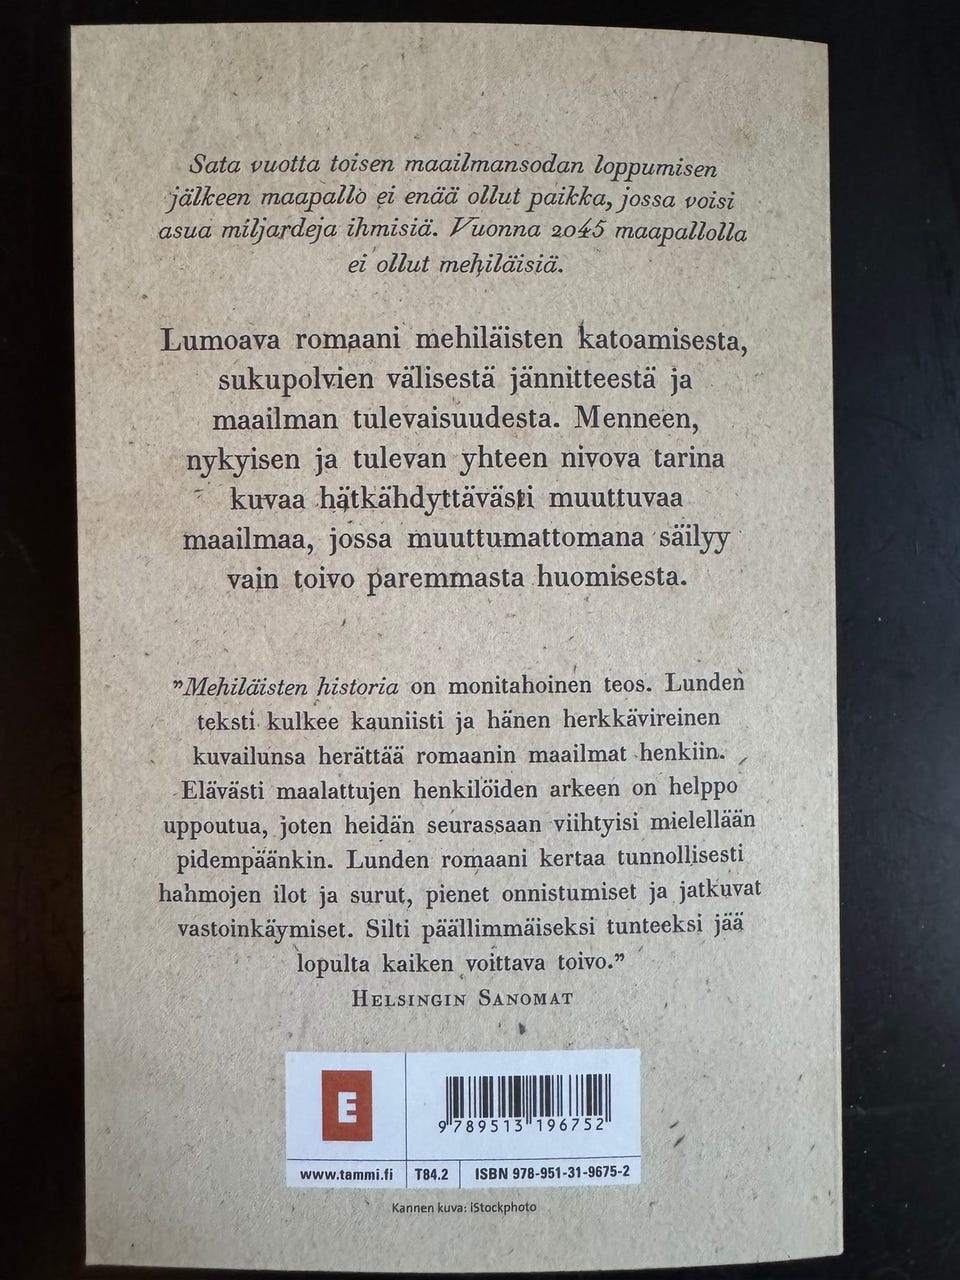 Sata vuotta toisen maailmansodan loppumisen
jälkeen maapallo ei enää ollut paikka, jossa voisi
asua miljardeja ihmisiä. Vuonna 2045 maapallolla
ei ollut mehiläisiä.
Lumoava romaani mehiläisten katoamisesta,
sukupolvien välisestä jännitteestä ja
maailman tulevaisuudesta. Menneen,
nykyisen ja tulevan yhteen nivova tarina
kuvaa hätkähdyttävästi muuttuvaa
maailmaa, jossa muuttumattomana säilyy
vain toivo paremmasta huomisesta.
”Mehiläisten historia on monitahoinen teos. Lunden
teksti kulkee kauniisti ja hänen herkkävireinen
kuvailunsa herättää romaanin maailmat henkiin.
Elävästi maalattujen henkilöiden arkeen on helppo
uppoutua, joten heidän seurassaan viihtyisi mielellään
pidempäänkin. Lunden romaani kertaa tunnollisesti
hahmojen ilot ja surut, pienet onnistumiset ja jatkuvat
vastoinkäymiset. Silti päällimmäiseksi tunteeksi jää
lopulta kaiken voittava toivo.”
HELSINGIN SANOMAT
E
9 789513 196752
www.tammi.fi T84.2 ISBN 978-951-31-9675-2
Kannen kuva: iStockphoto